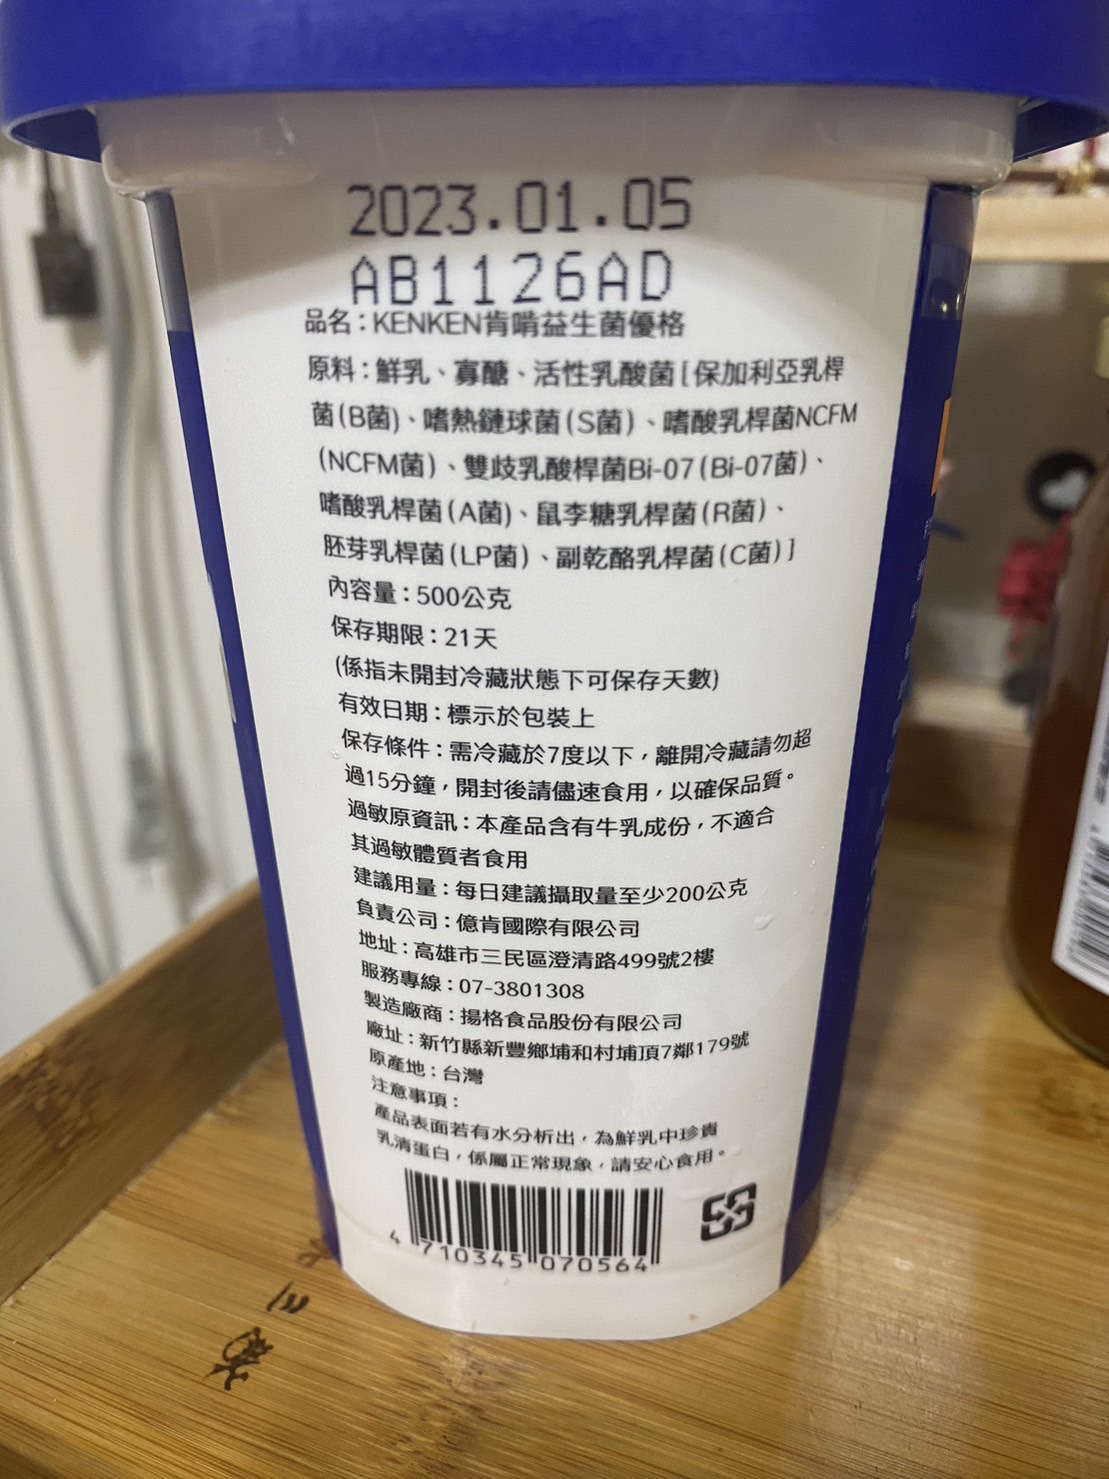 2023.01.05
AB1126AD
品名：KENKEN肯啃益生菌優格
原料：鮮乳、寡醣、活性乳酸菌[保加利亞乳桿
菌(B菌)、嗜熱鏈球菌(S菌)、嗜酸乳桿菌NCFM
(NCFM菌)、雙歧乳酸桿菌Bi-07(Bi-07菌)、
嗜酸乳桿菌(A菌)、鼠李糖乳桿菌(R菌)、
胚芽乳桿菌(LP菌)、副乾酪乳桿菌(C菌)]
內容量：500公克
保存期限：21天
(係指未開封冷藏狀態下可保存天數)
有效日期：標示於包裝上
保存條件：需冷藏於7度以下，離開冷藏請勿超
過15分鐘，開封後請儘速食用，以確保品質。
過敏原資訊：本產品含有牛乳成份，不適合
其過敏體質者食用
建議用量：每日建議攝取量至少200公克
負責公司：億肯國際有限公司
地址：高雄市三民區澄清路499號2樓
服務專線：07-3801308
製造廠商：揚格食品股份有限公司
廠址：新竹縣新豐鄉埔和村埔頂7鄰179號
原產地：台灣
注意事項：
產品表面若有水分析出，為鮮乳中珍貴
乳清蛋白，係屬正常現象，請安心食用。
4 710345 070564